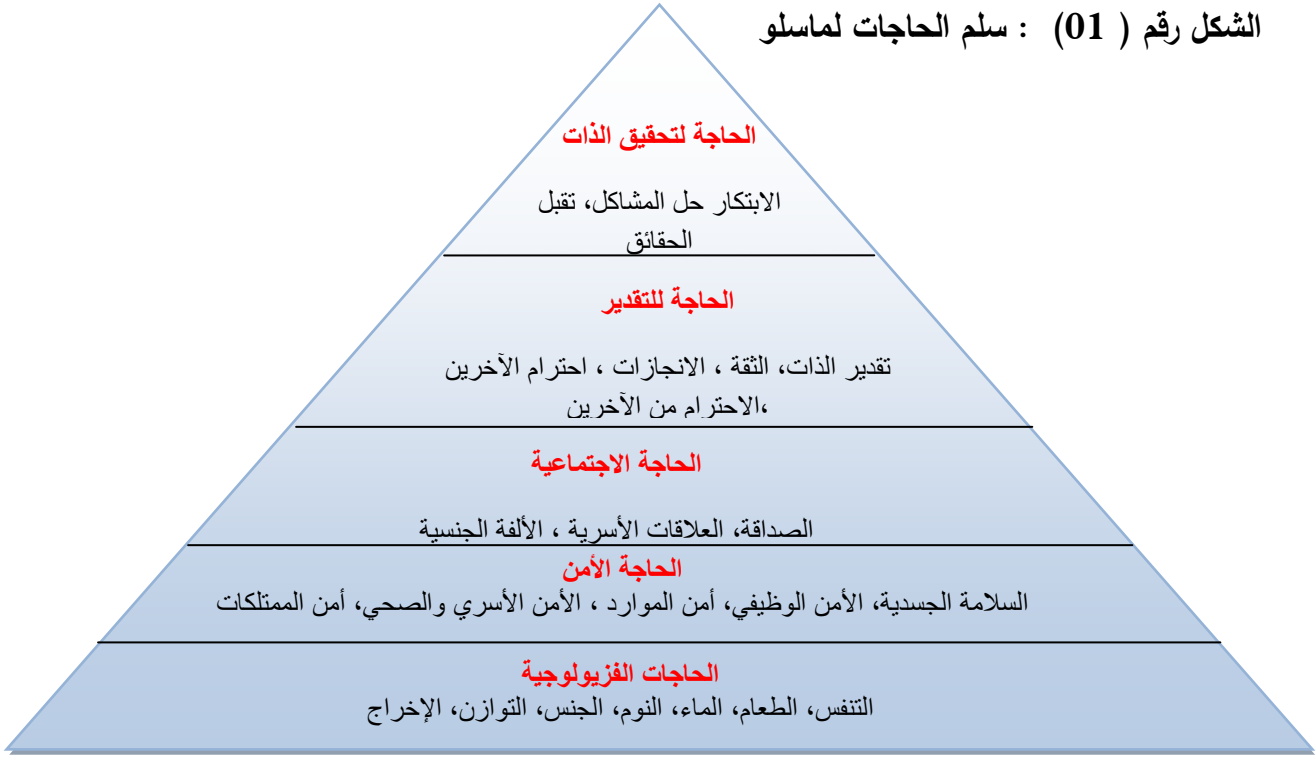 الشكل رقم ( 01) : سلم الحاجات لماسلو
الحاجة لتحقيق الذات
الابتكار حل المشاكل، تقبل
الحقائق
الحاجة للتقدير
تقدير الذات، الثقة ، الانجازات ، احترام الآخرين
،الاحترام من الآخرين
الحاجة الاجتماعية
الصداقة، العلاقات الأسرية ، الألفة الجنسية
الحاجة الأمن
السلامة الجسدية، الأمن الوظيفي، أمن الموارد ، الأمن الأسري والصحي، أمن الممتلكات
الحاجات الفزيولوجية
التنفس، الطعام، الماء، النوم، الجنس، التوازن، الإخراج